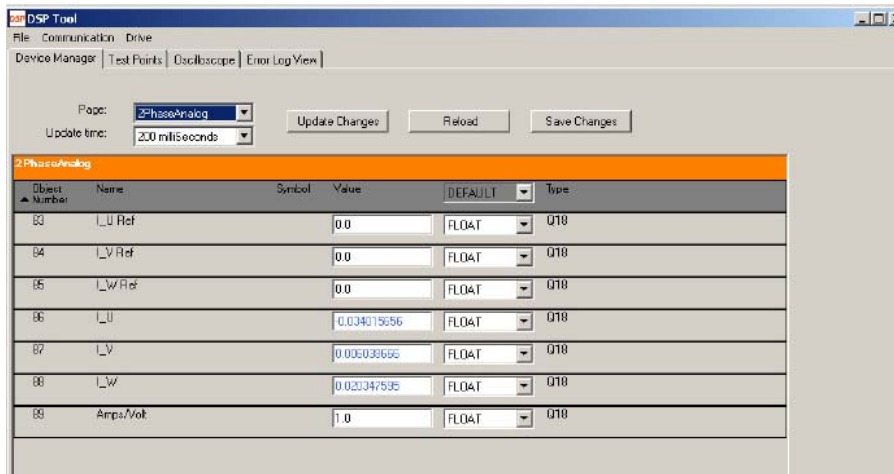 DSP DSP Tool
File Communication Drive
Device Manager Test Points Oscilloscope Error Log View
Page: 2PhaseAnalog Update Changes Reload Save Changes
Update time: 200 milliSeconds
2PhaseAnalog
Object Number Name Symbol Value DEFAULT Type
83 I_U Ref 0.0 FLOAT Q18
84 I_V Ref 0.0 FLOAT Q18
85 I_W Ref 0.0 FLOAT Q18
86 I_U -0.034015656 FLOAT Q18
87 I_V 0.006038666 FLOAT Q18
88 I_W 0.020347595 FLOAT Q18
89 Amps/Volt 1.0 FLOAT Q18